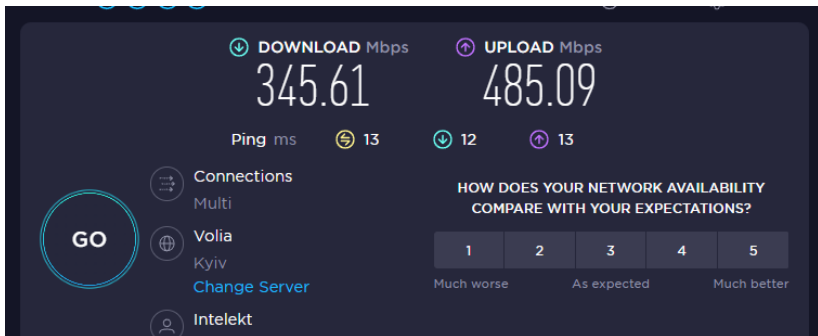 DOWNLOAD Mbps
UPLOAD Mbps
345.61
485.09
Ping ms
13
12
13
Connections
Multi
Volia
Kyiv
Change Server
Intelekt
GO
HOW DOES YOUR NETWORK AVAILABILITY
COMPARE WITH YOUR EXPECTATIONS?
1 2 3 4 5
Much worse As expected Much better